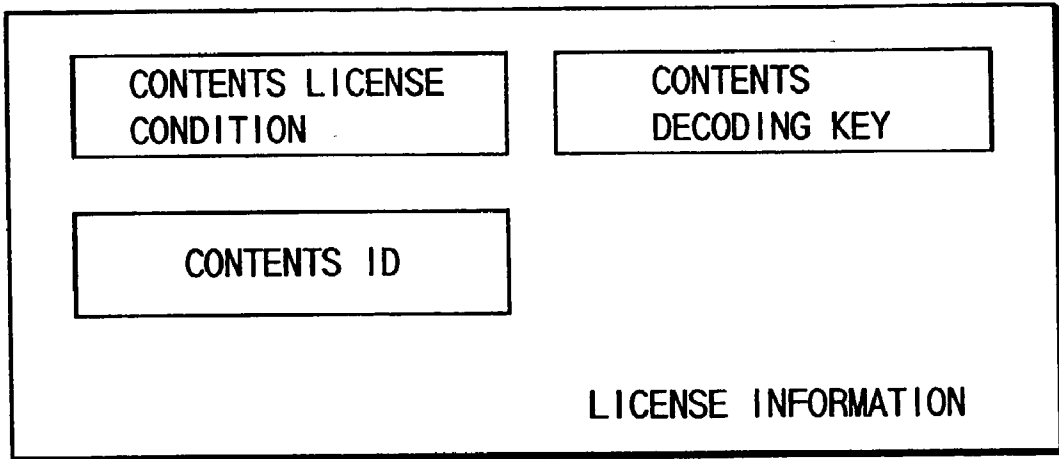 CONTENTS LICENSE
CONDITION
CONTENTS
DECODING KEY
CONTENTS ID
LICENSE INFORMATION